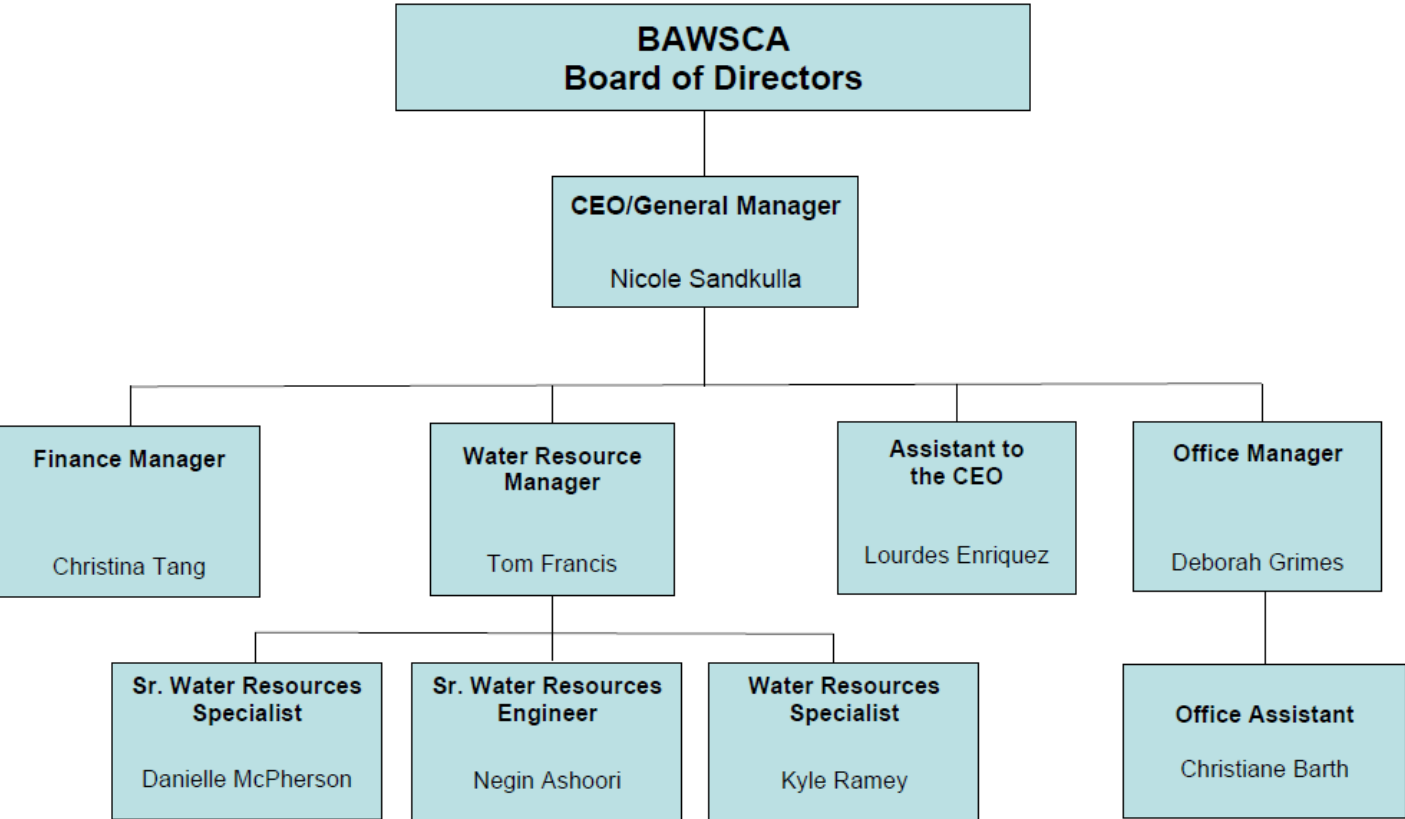 BAWSCA
Board of Directors
CEO/General Manager
Nicole Sandkulla
Finance Manager
Christina Tang
Water Resource
Manager
Tom Francis
Assistant to
the CEO
Lourdes Enriquez
Office Manager
Deborah Grimes
Sr. Water Resources
Specialist
Danielle McPherson
Sr. Water Resources
Engineer
Negin Ashoori
Water Resources
Specialist
Kyle Ramey
Office Assistant
Christiane Barth